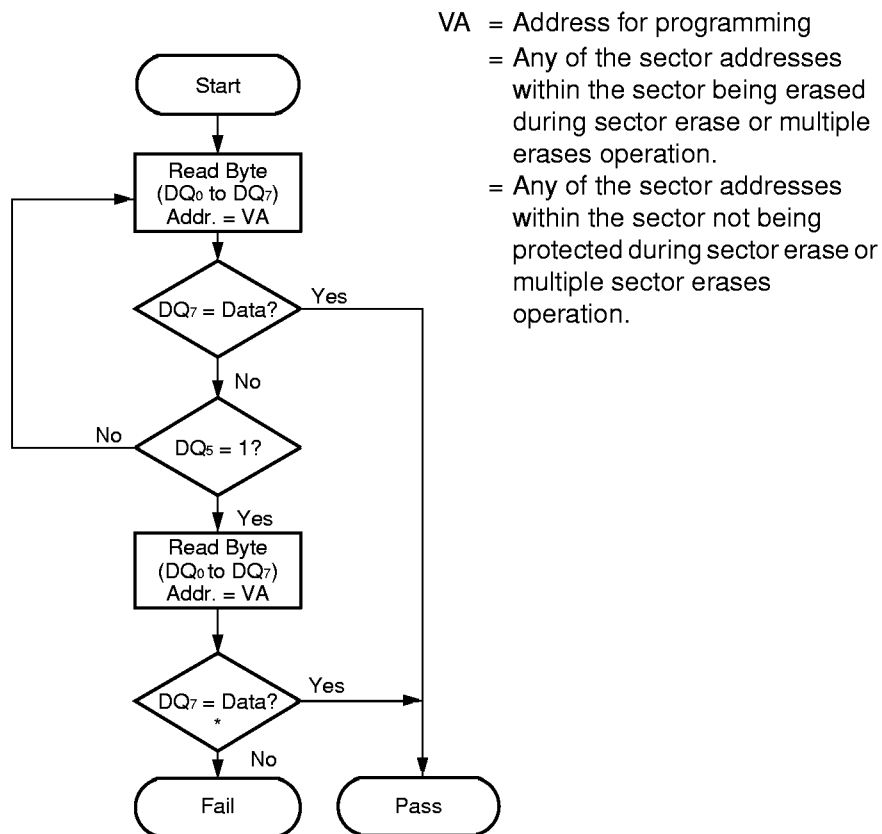 VA = Address for programming
= Any of the sector addresses
within the sector being erased
during sector erase or multiple
erases operation.
= Any of the sector addresses
within the sector not being
protected during sector erase or
multiple sector erases
operation.
Start
Read Byte
(DQ₀ to DQ₇)
Addr. = VA
DQ₇ = Data?
Yes
No
DQ₅ = 1?
No
Yes
Read Byte
(DQ₀ to DQ₇)
Addr. = VA
DQ₇ = Data?
*
Yes
No
Fail
Pass